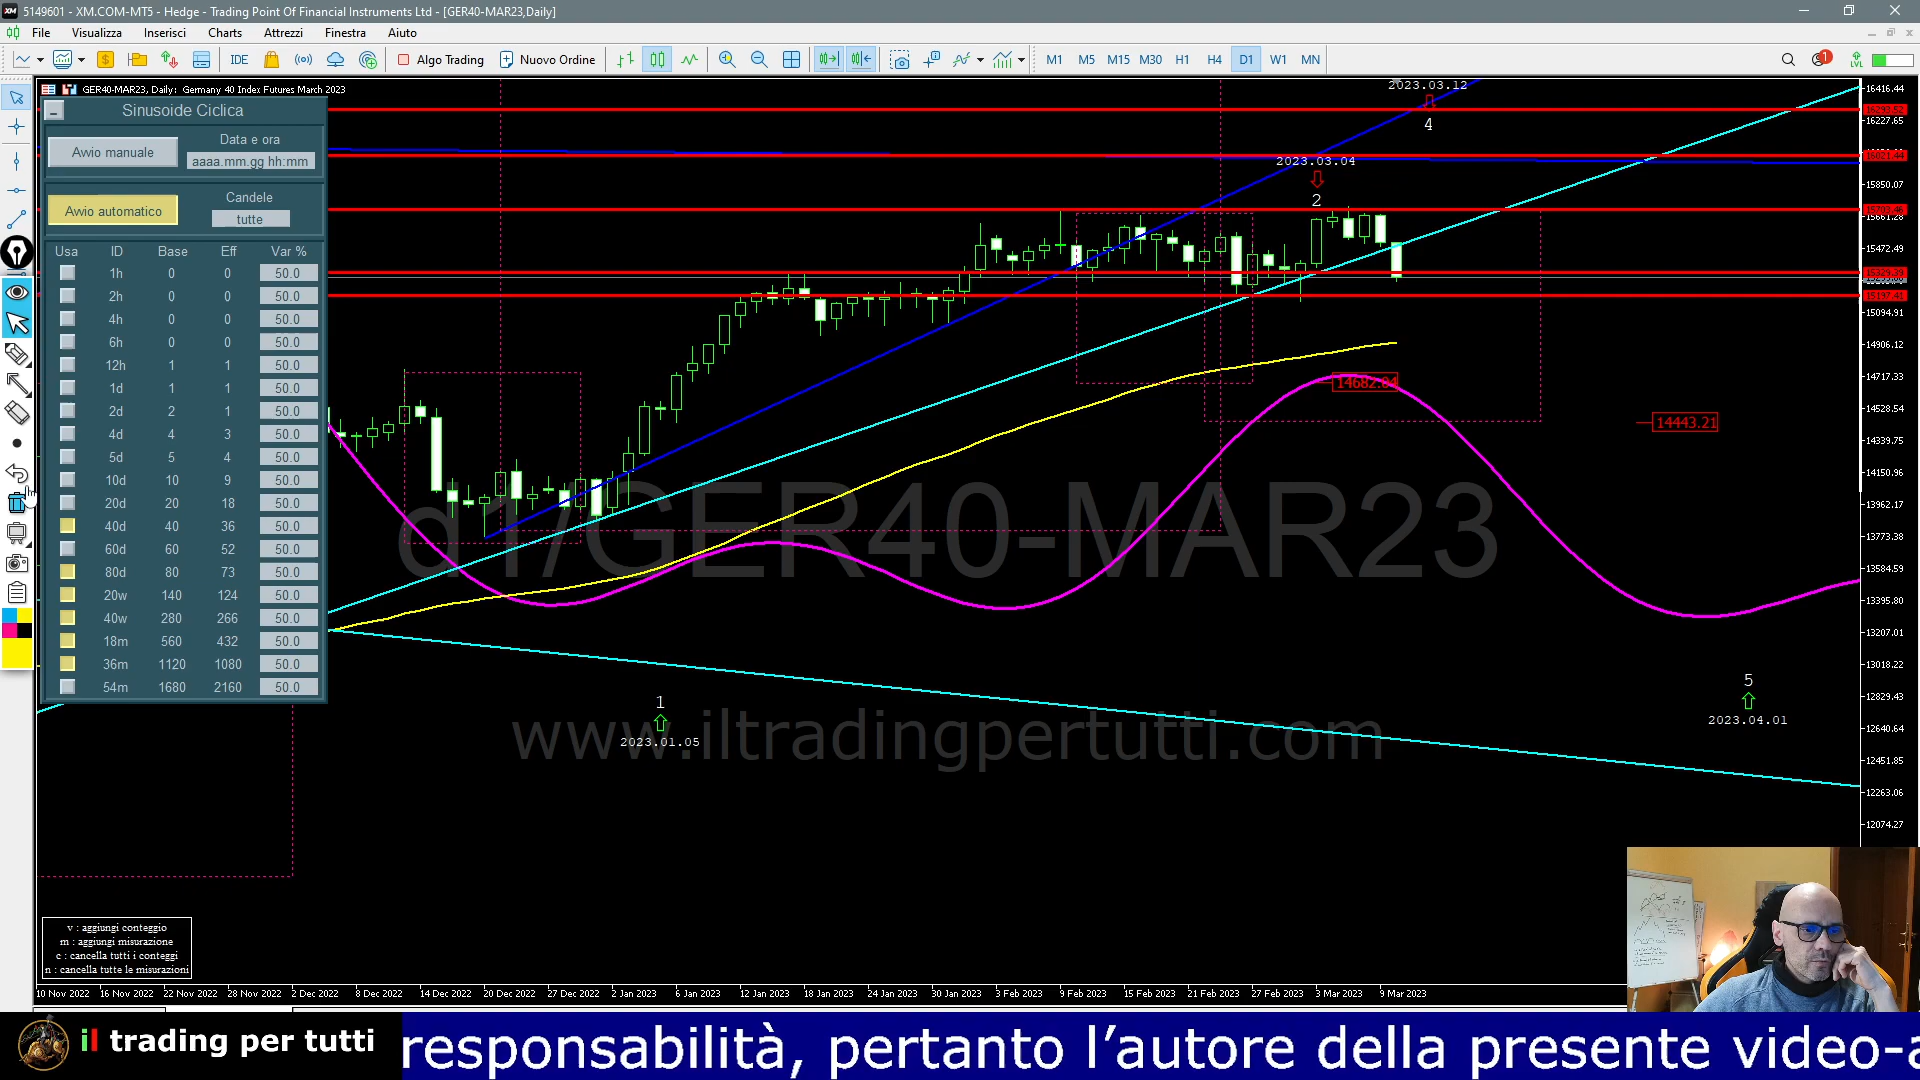 5149601 - XM.COM-MT5 - Hedge - Trading Point Of Financial Instruments Ltd - [GER40-MAR23,Daily]
File Visualizza Inserisci Charts Attrezzi Finestra Aiuto
IDE Algo Trading Nuovo Ordine M1 M5 M15 M30 H1 H4 D1 W1 MN 1 LVL
GER40-MAR23, Daily: Germany 40 Index Futures March 2023
Sinusoide Ciclica
Avvio manuale
Data e ora
aaaa.mm.gg hh:mm
Avvio automatico
Candele
tutte
Usa ID Base Eff Var %
1h 0 0 50.0
2h 0 0 50.0
4h 0 0 50.0
6h 0 0 50.0
12h 1 1 50.0
1d 1 1 50.0
2d 2 1 50.0
4d 4 3 50.0
5d 5 4 50.0
10d 10 9 50.0
20d 20 18 50.0
40d 40 36 50.0
60d 60 52 50.0
80d 80 73 50.0
20w 140 124 50.0
40w 280 266 50.0
18m 560 432 50.0
36m 1120 1080 50.0
54m 1680 2160 50.0
2023.03.12
4
2023.03.04
2
14682.04
14443.21
d1/GER40-MAR23
www.iltradingpertutti.com
1
2023.01.05
5
2023.04.01
16416.44
16293.52
16227.65
16021.44
15850.07
15703.46
15661.28
15472.49
15329.39
15197.41
15094.91
14906.12
14717.33
14528.54
14339.75
14150.96
13962.17
13773.38
13584.59
13395.80
13207.01
13018.22
12829.43
12640.64
12451.85
12263.06
12074.27
v : aggiungi conteggio
m : aggiungi misurazione
c : cancella tutti i conteggi
n : cancella tutte le misurazioni
10 Nov 2022 16 Nov 2022 22 Nov 2022 28 Nov 2022 2 Dec 2022 8 Dec 2022 14 Dec 2022 20 Dec 2022 27 Dec 2022 2 Jan 2023 6 Jan 2023 12 Jan 2023 18 Jan 2023 24 Jan 2023 30 Jan 2023 3 Feb 2023 9 Feb 2023 15 Feb 2023 21 Feb 2023 27 Feb 2023 3 Mar 2023 9 Mar 2023
il trading per tutti
responsabilità, pertanto l’autore della presente video-a